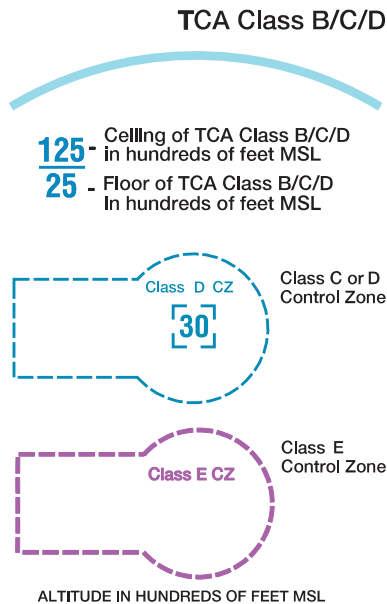 TCA Class B/C/D
125 - Celllng of TCA Class B/C/D
in hundreds of feet MSL
25 - Floor of TCA Class B/C/D
In hundreds of feet MSL
Class D CZ
[30]
Class C or D
Control Zone
Class E CZ
Class E
Control Zone
ALTITUDE IN HUNDREDS OF FEET MSL